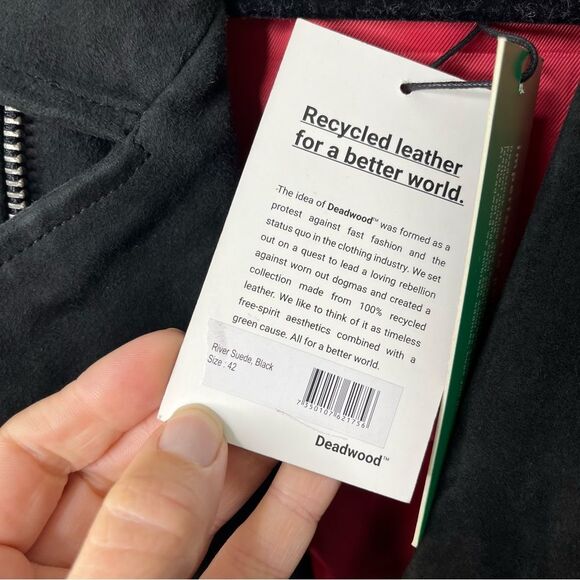 Recycled leather
for a better world.
-The idea of Deadwood™ was formed as a
protest against fast fashion and the
status quo in the clothing industry. We set
out on a quest to lead a loving rebellion
against worn out dogmas and created a
collection made from 100% recycled
leather. We like to think of it as timeless
free-spirit aesthetics combined with a
green cause. All for a better world.
River Suede, Black
Size : 42
7350107621756
Deadwood™